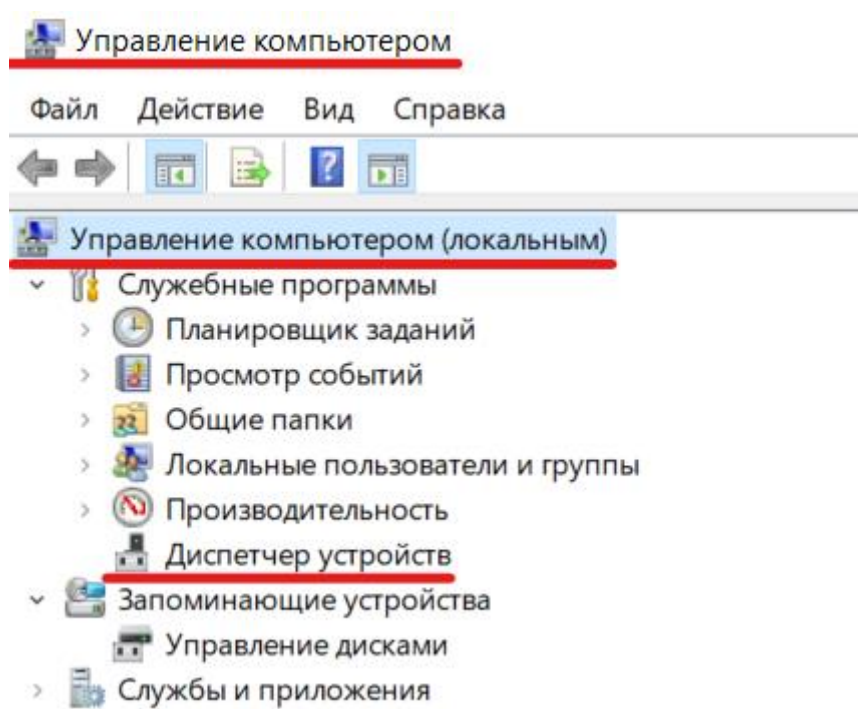 Управление компьютером
Файл Действие Вид Справка
Управление компьютером (локальным)
Служебные программы
Планировщик заданий
Просмотр событий
Общие папки
Локальные пользователи и группы
Производительность
Диспетчер устройств
Запоминающие устройства
Управление дисками
Службы и приложения